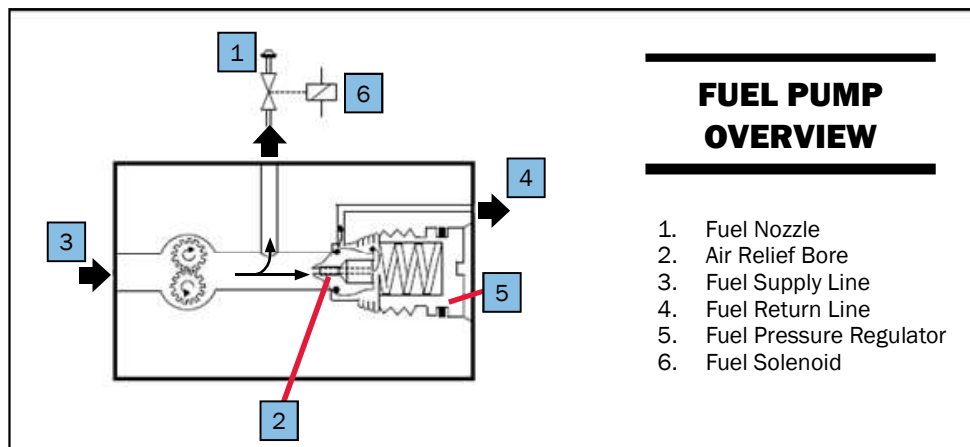 1
6
4
3
5
2
FUEL PUMP
OVERVIEW
1. Fuel Nozzle
2. Air Relief Bore
3. Fuel Supply Line
4. Fuel Return Line
5. Fuel Pressure Regulator
6. Fuel Solenoid